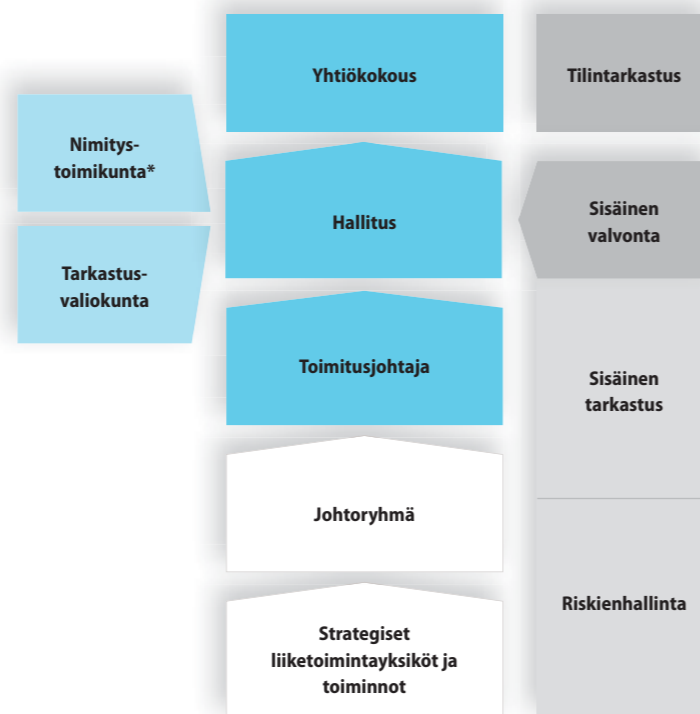 Yhtiökokous
Tilintarkastus
Nimitys-
toimikunta*
Hallitus
Sisäinen
valvonta
Tarkastus-
valiokunta
Toimitusjohtaja
Sisäinen
tarkastus
Johtoryhmä
Riskienhallinta
Strategiset
liiketoimintayksiköt ja
toiminnot